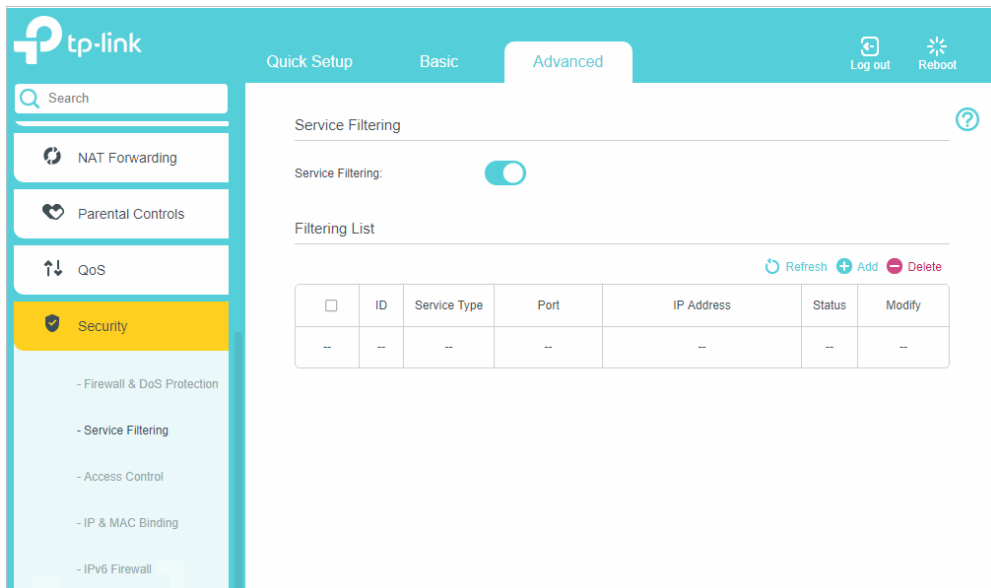 tp-link
Quick Setup
Basic
Advanced
Log out
Reboot
Search
NAT Forwarding
Parental Controls
QoS
Security
- Firewall & DoS Protection
- Service Filtering
- Access Control
- IP & MAC Binding
- IPv6 Firewall
Service Filtering
?
Service Filtering:
Filtering List
Refresh Add Delete
ID Service Type Port IP Address Status Modify
-- -- -- -- -- -- --